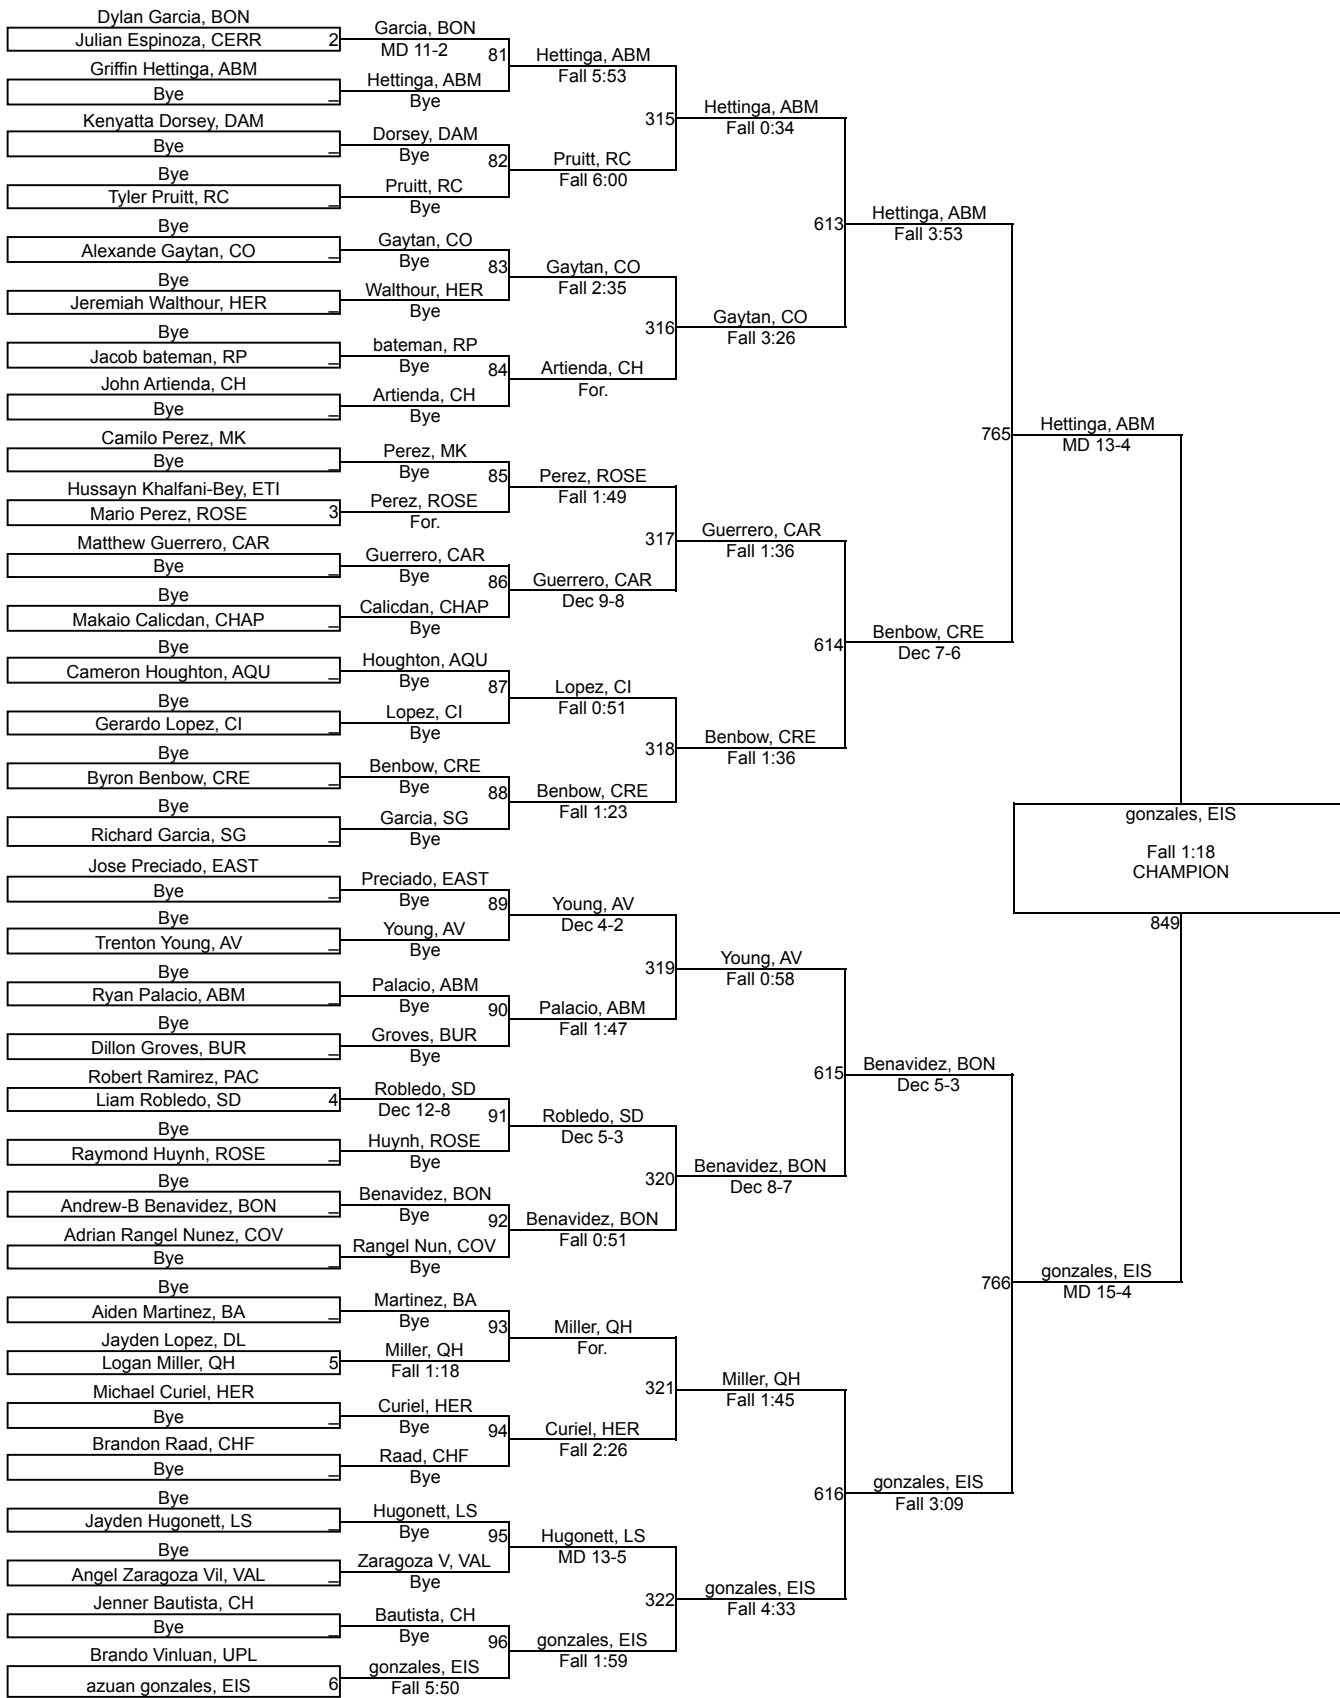 Dylan Garcia, BON
Julian Espinoza, CERR 2
Griffin Hettinga, ABM
Bye _
Kenyatta Dorsey, DAM
Bye _
Bye
Tyler Pruitt, RC _
Bye
Alexande Gaytan, CO _
Bye
Jeremiah Walthour, HER _
Bye
Jacob bateman, RP _
John Artienda, CH
Bye _
Camilo Perez, MK
Bye _
Hussayn Khalfani-Bey, ETI
Mario Perez, ROSE 3
Matthew Guerrero, CAR
Bye _
Bye
Makaio Calicdan, CHAP _
Bye
Cameron Houghton, AQU _
Bye
Gerardo Lopez, CI _
Bye
Byron Benbow, CRE _
Bye
Richard Garcia, SG _
Jose Preciado, EAST
Bye _
Bye
Trenton Young, AV _
Bye
Ryan Palacio, ABM _
Bye
Dillon Groves, BUR _
Robert Ramirez, PAC
Liam Robledo, SD 4
Bye
Raymond Huynh, ROSE _
Bye
Andrew-B Benavidez, BON _
Adrian Rangel Nunez, COV
Bye _
Bye
Aiden Martinez, BA _
Jayden Lopez, DL
Logan Miller, QH 5
Michael Curiel, HER
Bye _
Brandon Raad, CHF
Bye _
Bye
Jayden Hugonett, LS _
Bye
Angel Zaragoza Vil, VAL _
Jenner Bautista, CH
Bye _
Brando Vinluan, UPL
azuan gonzales, EIS 6
Garcia, BON
MD 11-2
81
Hettinga, ABM
Bye
Dorsey, DAM
Bye
82
Pruitt, RC
Bye
Gaytan, CO
Bye
83
Walthour, HER
Bye
bateman, RP
Bye
84
Artienda, CH
Bye
Perez, MK
Bye
85
Perez, ROSE
For.
Guerrero, CAR
Bye
86
Calicdan, CHAP
Bye
Houghton, AQU
Bye
87
Lopez, CI
Bye
Benbow, CRE
Bye
88
Garcia, SG
Bye
Preciado, EAST
Bye
89
Young, AV
Bye
Palacio, ABM
Bye
90
Groves, BUR
Bye
Robledo, SD
Dec 12-8
91
Huynh, ROSE
Bye
Benavidez, BON
Bye
92
Rangel Nun, COV
Bye
Martinez, BA
Bye
93
Miller, QH
Fall 1:18
Curiel, HER
Bye
94
Raad, CHF
Bye
Hugonett, LS
Bye
95
Zaragoza V, VAL
Bye
Bautista, CH
Bye
96
gonzales, EIS
Fall 5:50
Hettinga, ABM
Fall 5:53
315
Pruitt, RC
Fall 6:00
Gaytan, CO
Fall 2:35
316
Artienda, CH
For.
Perez, ROSE
Fall 1:49
317
Guerrero, CAR
Dec 9-8
Lopez, CI
Fall 0:51
318
Benbow, CRE
Fall 1:23
Young, AV
Dec 4-2
319
Palacio, ABM
Fall 1:47
Robledo, SD
Dec 5-3
320
Benavidez, BON
Fall 0:51
Miller, QH
For.
321
Curiel, HER
Fall 2:26
Hugonett, LS
MD 13-5
322
gonzales, EIS
Fall 1:59
Hettinga, ABM
Fall 0:34
613
Gaytan, CO
Fall 3:26
Guerrero, CAR
Fall 1:36
614
Benbow, CRE
Fall 1:36
Young, AV
Fall 0:58
615
Benavidez, BON
Dec 8-7
Miller, QH
Fall 1:45
616
gonzales, EIS
Fall 4:33
Hettinga, ABM
Fall 3:53
765
Benbow, CRE
Dec 7-6
Benavidez, BON
Dec 5-3
766
gonzales, EIS
Fall 3:09
Hettinga, ABM
MD 13-4
gonzales, EIS
MD 15-4
gonzales, EIS
Fall 1:18
CHAMPION
849